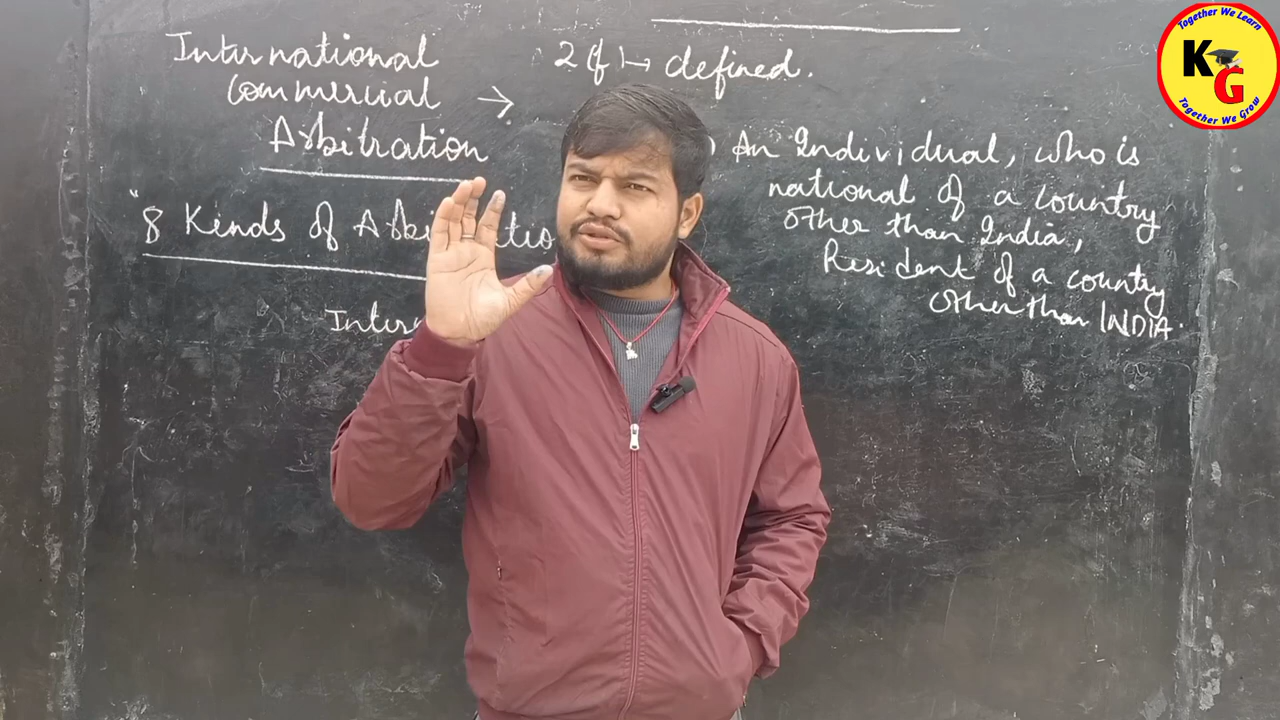 International
Commercial →
Arbitration
2(f) ↦ defined.
"8 Kinds of Arbi
Inter
) An Individual, who is
national of a country
other than India,
Resident of a country
other than INDIA.
Together We Learn
KG
Together We Grow